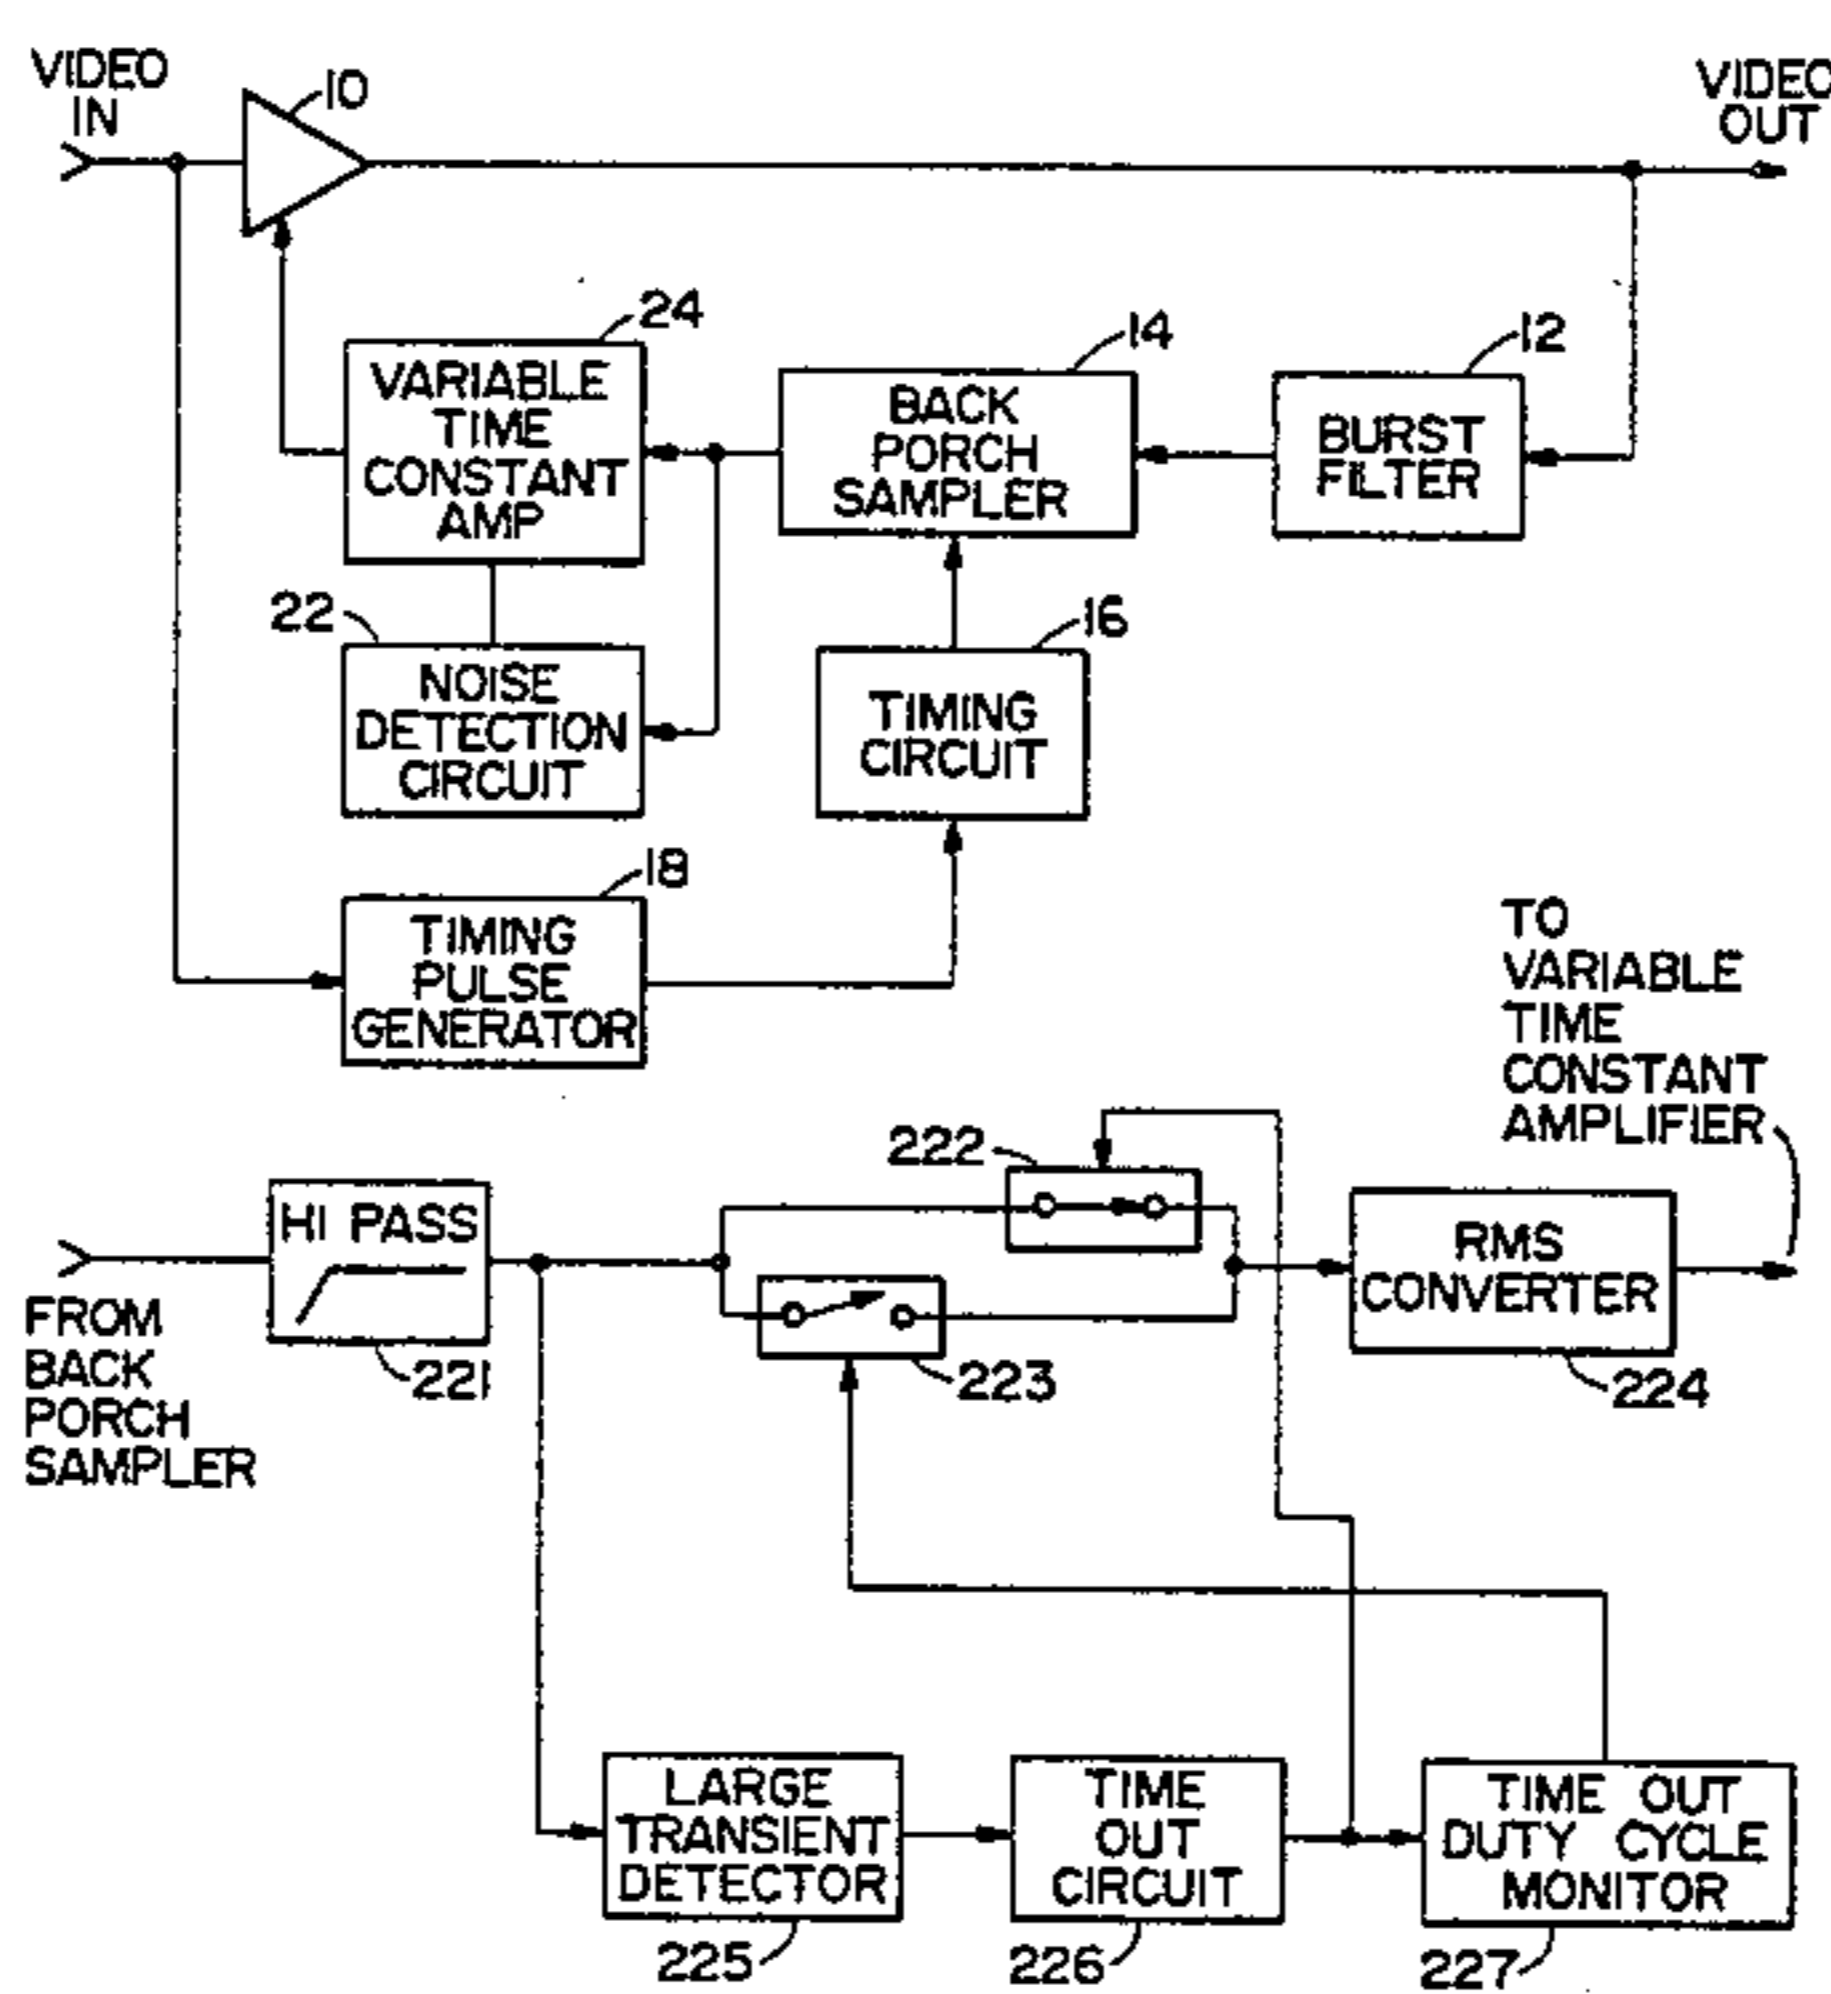 VIDEO
IN
10
VIDEO
OUT
24
VARIABLE
TIME
CONSTANT
AMP
14
BACK
PORCH
SAMPLER
12
BURST
FILTER
22
NOISE
DETECTION
CIRCUIT
16
TIMING
CIRCUIT
18
TIMING
PULSE
GENERATOR
TO
VARIABLE
TIME
CONSTANT
AMPLIFIER
222
HI PASS
221
FROM
BACK
PORCH
SAMPLER
223
RMS
CONVERTER
224
LARGE
TRANSIENT
DETECTOR
225
TIME
OUT
CIRCUIT
226
TIME OUT
DUTY CYCLE
MONITOR
227